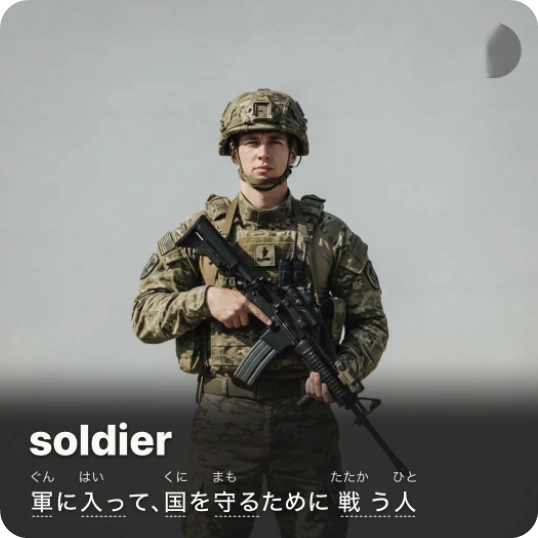 soldier
ぐん はい くに まも たたか ひと
軍に入って、国を守るために戦う人